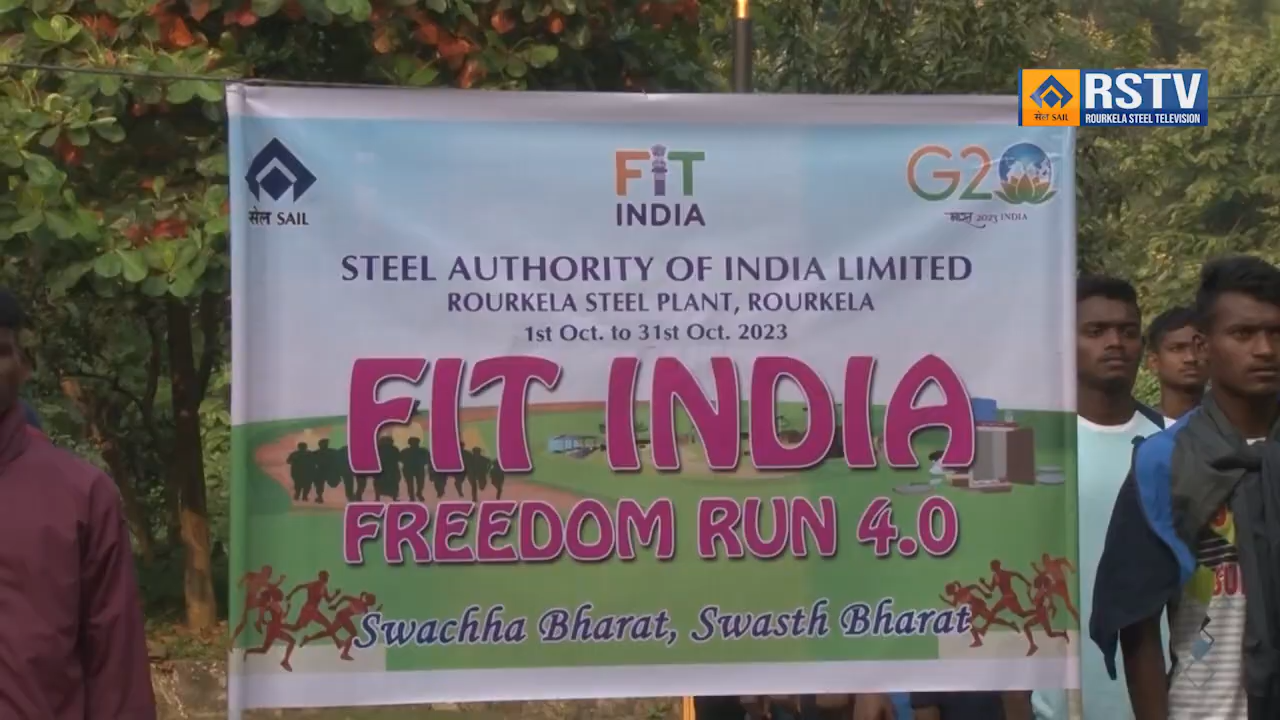 सेल SAIL
RSTV
ROURKELA STEEL TELEVISION
सेल SAIL
FIT
INDIA
G20
भारत 2023 INDIA
STEEL AUTHORITY OF INDIA LIMITED
ROURKELA STEEL PLANT, ROURKELA
1st Oct. to 31st Oct. 2023
FIT INDIA
FREEDOM RUN 4.0
Swachha Bharat, Swasth Bharat